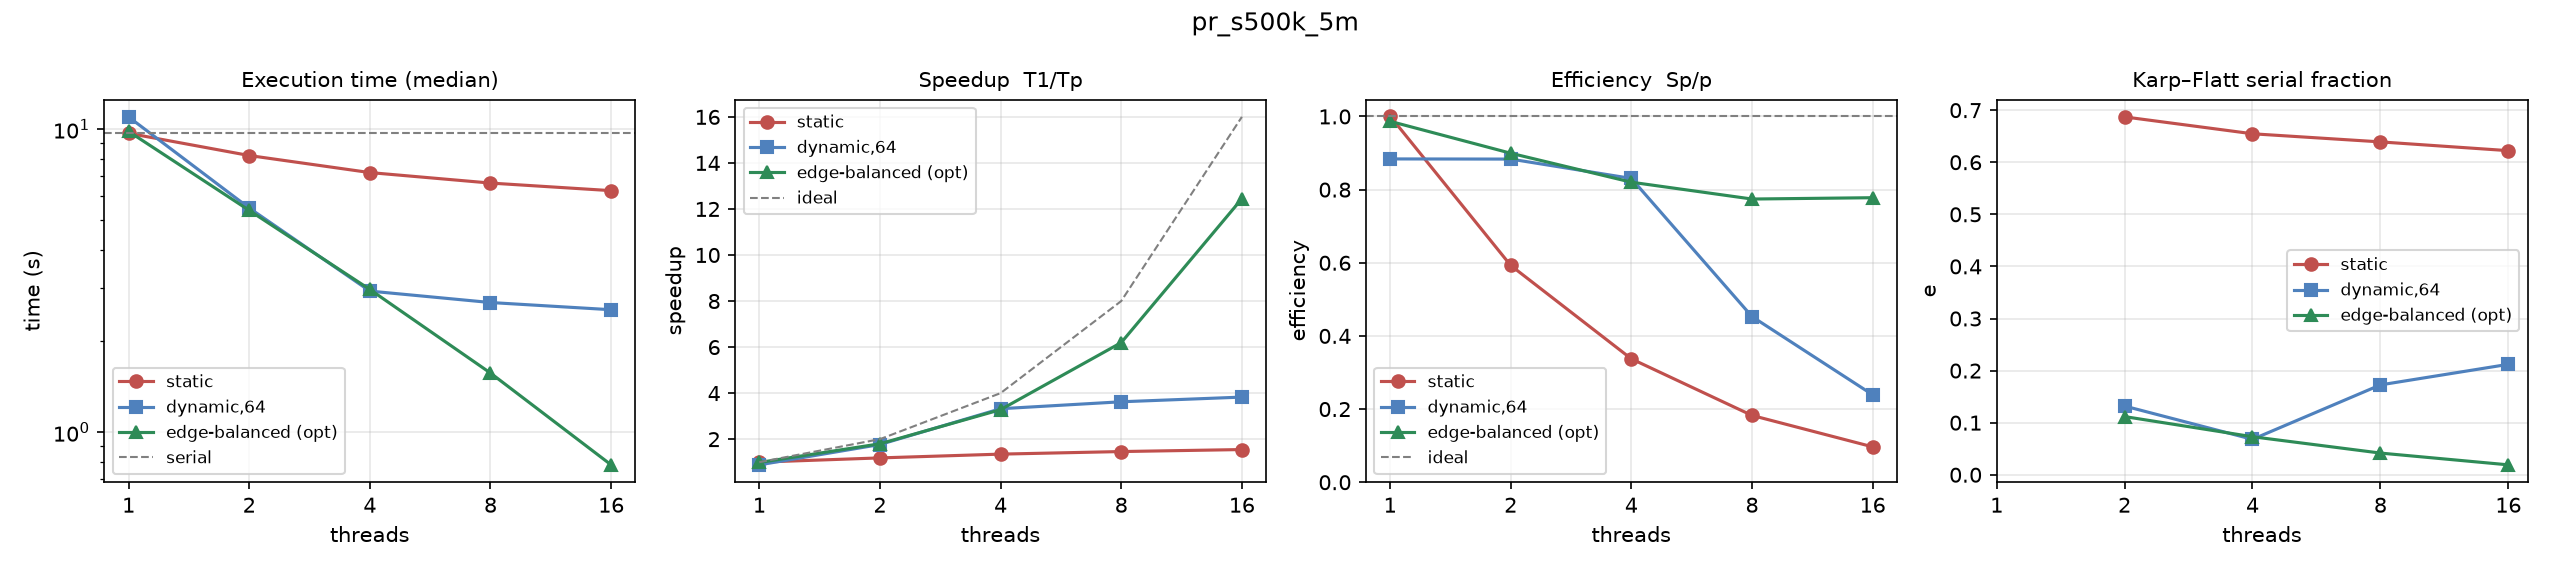 pr_s500k_5m
Execution time (median)
time (s)
10¹
10⁰
static
dynamic,64
edge-balanced (opt)
serial
1 2 4 8 16
threads
Speedup T1/Tp
speedup
16
14
12
10
8
6
4
2
static
dynamic,64
edge-balanced (opt)
ideal
1 2 4 8 16
threads
Efficiency Sp/p
efficiency
1.0
0.8
0.6
0.4
0.2
0.0
static
dynamic,64
edge-balanced (opt)
ideal
1 2 4 8 16
threads
Karp–Flatt serial fraction
e
0.7
0.6
0.5
0.4
0.3
0.2
0.1
0.0
static
dynamic,64
edge-balanced (opt)
1 2 4 8 16
threads